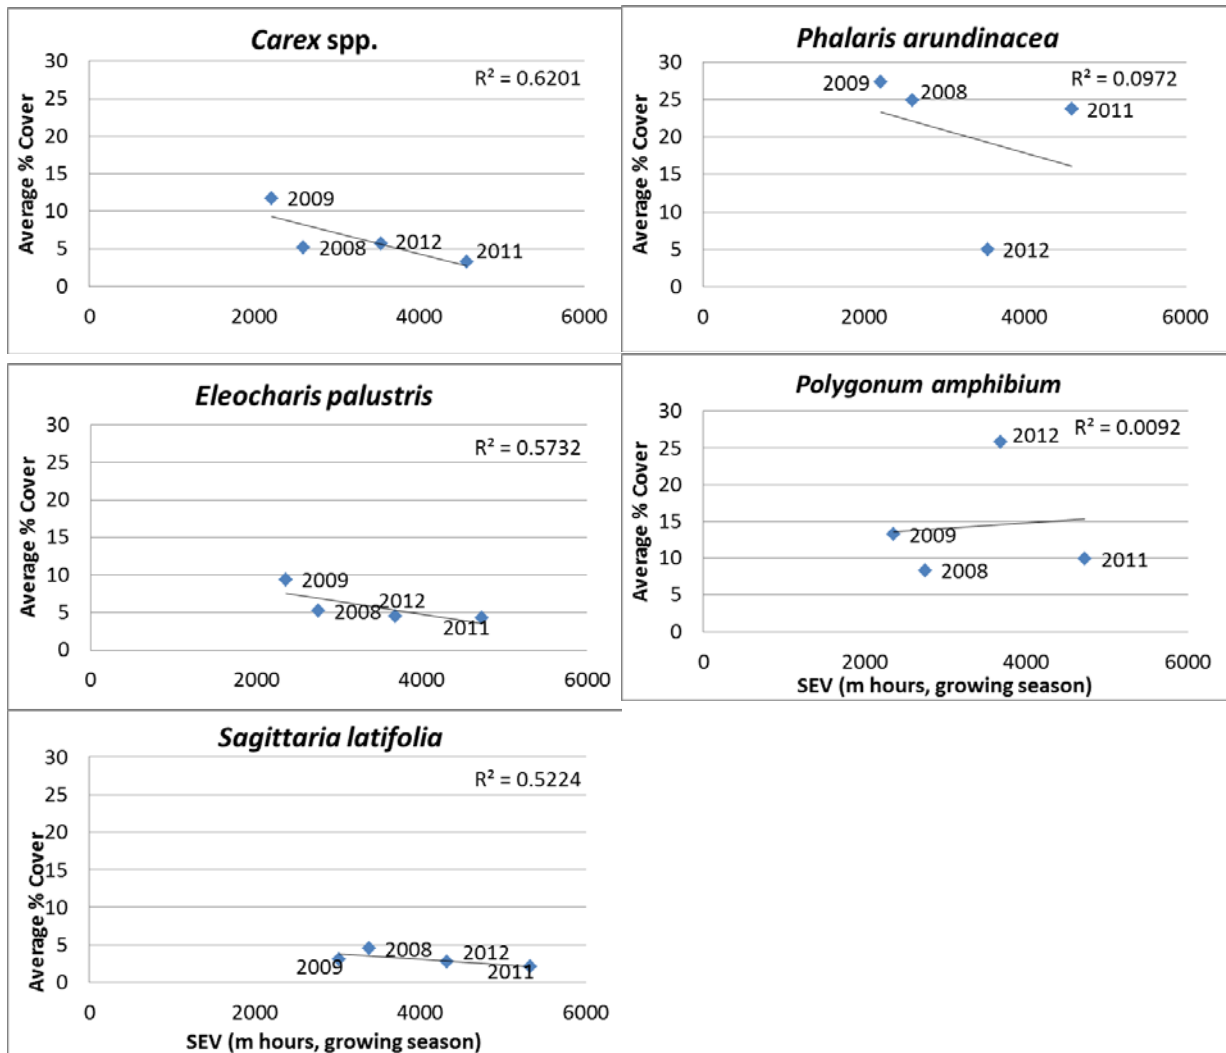 Carex spp.
R² = 0.6201
Average % Cover
30
25
20
15
10
5
0
2009
2008
2012
2011
0 2000 4000 6000
Phalaris arundinacea
R² = 0.0972
Average % Cover
30
25
20
15
10
5
0
2009
2008
2011
2012
0 2000 4000 6000
Eleocharis palustris
R² = 0.5732
Average % Cover
30
25
20
15
10
5
0
2009
2008
2012
2011
0 2000 4000 6000
Polygonum amphibium
R² = 0.0092
Average % Cover
30
25
20
15
10
5
0
2012
2009
2008
2011
0 2000 4000 6000
SEV (m hours, growing season)
Sagittaria latifolia
R² = 0.5224
Average % Cover
30
25
20
15
10
5
0
2009
2008
2012
2011
0 2000 4000 6000
SEV (m hours, growing season)